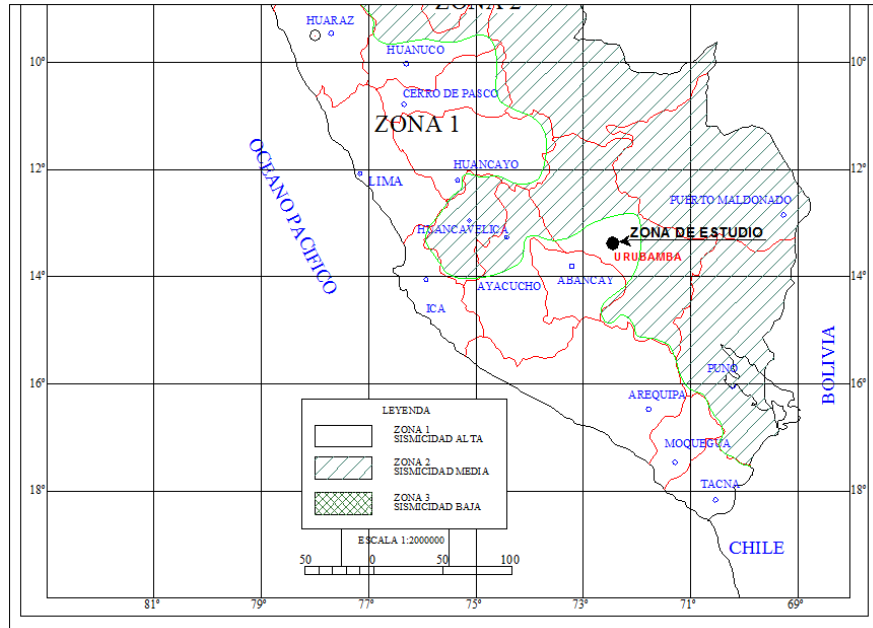 ZONA 2
HUARAZ
10°
HUANUCO
10°
CERRO DE PASCO
ZONA 1
12°
HUANCAYO
12°
OCEANO PACIFICO
LIMA
PUERTO MALDONADO
HUANCAVELICA
ZONA DE ESTUDIO
URUBAMBA
14°
ABANCAY
14°
AYACUCHO
ICA
BOLIVIA
PUNO
16°
16°
AREQUIPA
LEYENDA
ZONA 1
SISMICIDAD ALTA
MOQUEGUA
ZONA 2
SISMICIDAD MEDIA
TACNA
18°
18°
ZONA 3
SISMICIDAD BAJA
ESCALA 1:2000000
CHILE
50 0 50 100
81° 79° 77° 75° 73° 71° 69°